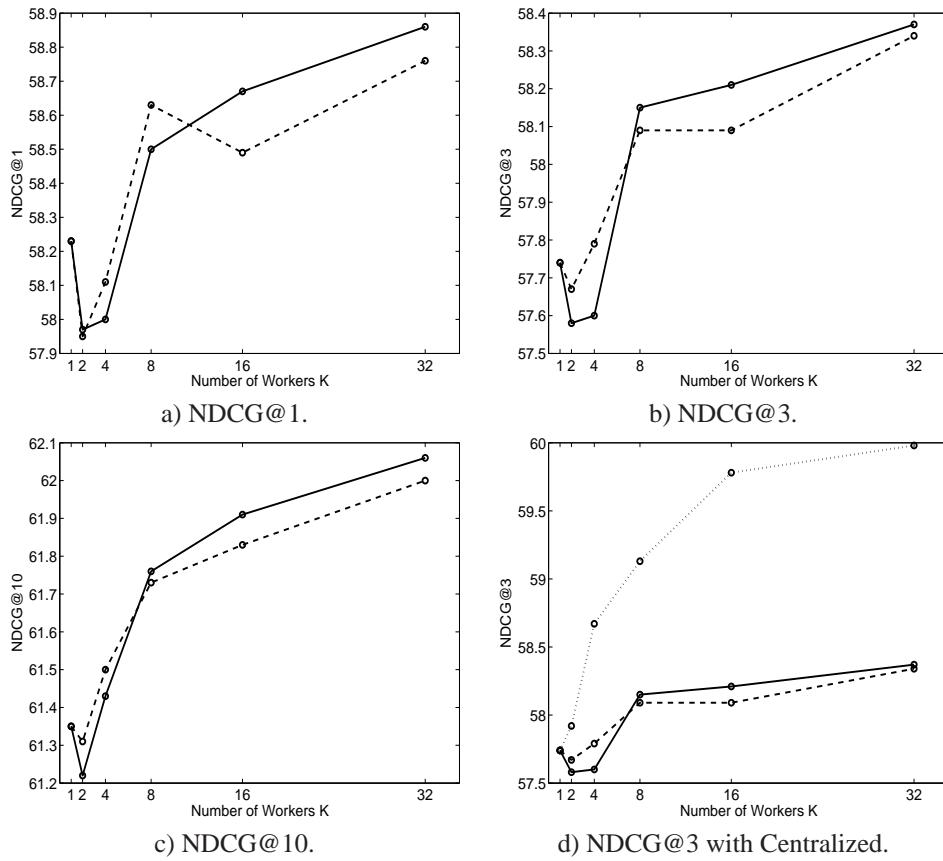 58.9
58.8
58.7
58.6
58.5
58.4
58.3
58.2
58.1
58
57.9
NDCG@1
1 2 4 8 16 32
Number of Workers K
a) NDCG@1.
58.4
58.3
58.2
58.1
58
57.9
57.8
57.7
57.6
57.5
NDCG@3
1 2 4 8 16 32
Number of Workers K
b) NDCG@3.
62.1
62
61.9
61.8
61.7
61.6
61.5
61.4
61.3
61.2
NDCG@10
1 2 4 8 16 32
Number of Workers K
c) NDCG@10.
60
59.5
59
58.5
58
57.5
NDCG@3
1 2 4 8 16 32
Number of Workers K
d) NDCG@3 with Centralized.